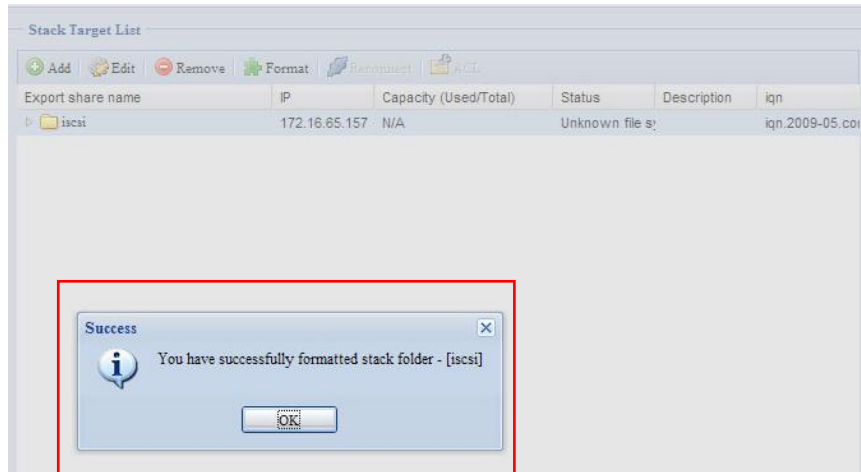 Stack Target List
Add Edit Remove Format Reconnect ACL
Export share name IP Capacity (Used/Total) Status Description iqn
iscsi 172.16.65.157 N/A Unknown file sy iqn.2009-05.co
Success
You have successfully formatted stack folder - [iscsi]
OK